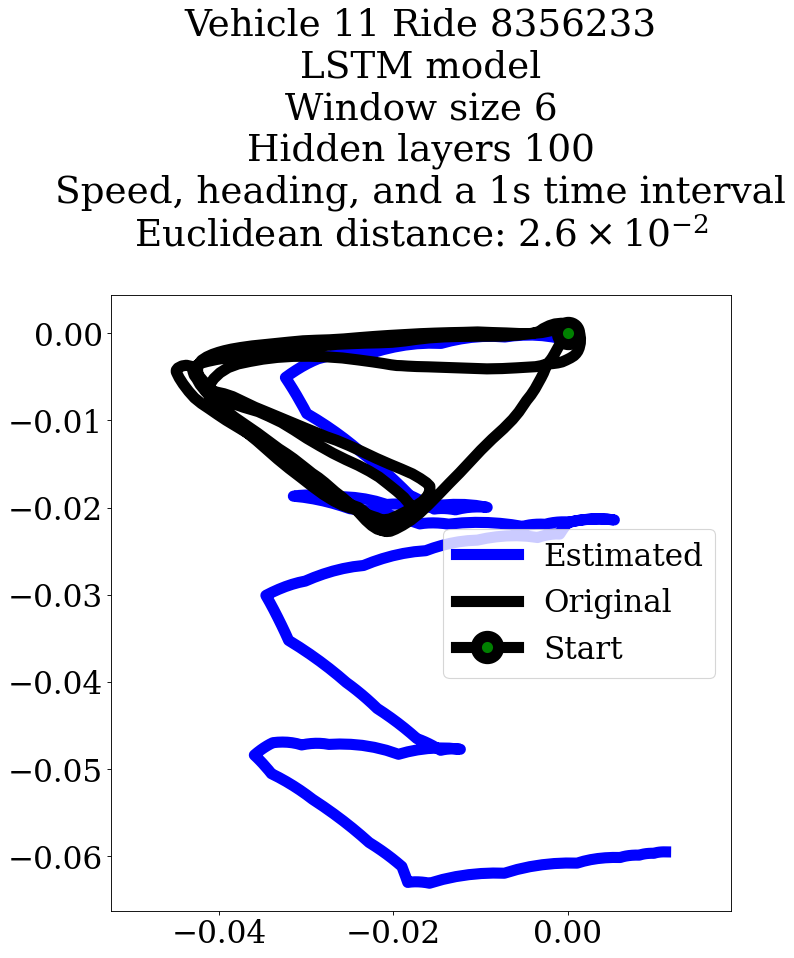 Vehicle 11 Ride 8356233
LSTM model
Window size 6
Hidden layers 100
Speed, heading, and a 1s time interval
Euclidean distance: 2.6 × 10⁻²
0.00
−0.01
−0.02
−0.03
−0.04
−0.05
−0.06
Estimated
Original
Start
−0.04 −0.02 0.00